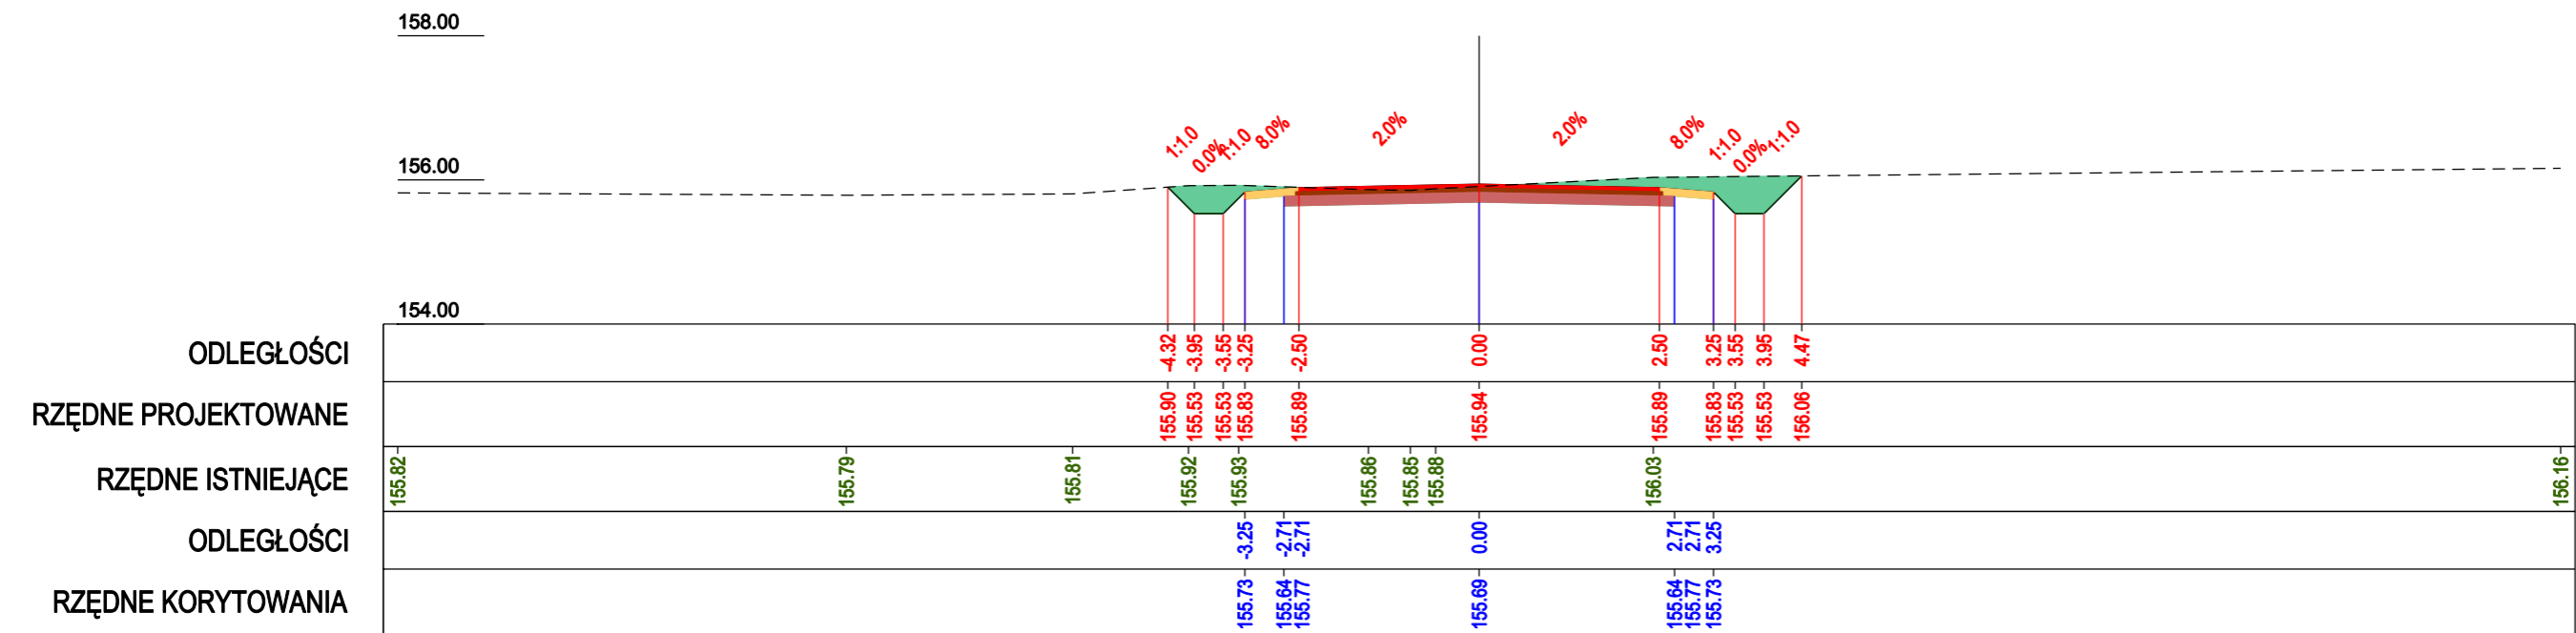 158.00
156.00
154.00
1:1.0 0.0% 1:1.0 8.0% 2.0% 2.0% 8.0% 1:1.0 0.0% 1:1.0
ODLEGŁOŚCI -4.32 -3.95 -3.55 -3.25 -2.50 0.00 2.50 3.25 3.55 3.95 4.47
RZĘDNE PROJEKTOWANE 155.90 155.53 155.53 155.83 155.89 155.94 155.89 155.83 155.53 155.53 156.06
RZĘDNE ISTNIEJĄCE 155.82 155.79 155.81 155.92 155.93 155.86 155.85 155.88 156.03 156.16
ODLEGŁOŚCI -3.25 -2.71 -2.71 0.00 2.71 2.71 3.25
RZĘDNE KORYTOWANIA 155.73 155.64 155.77 155.69 155.64 155.77 155.73